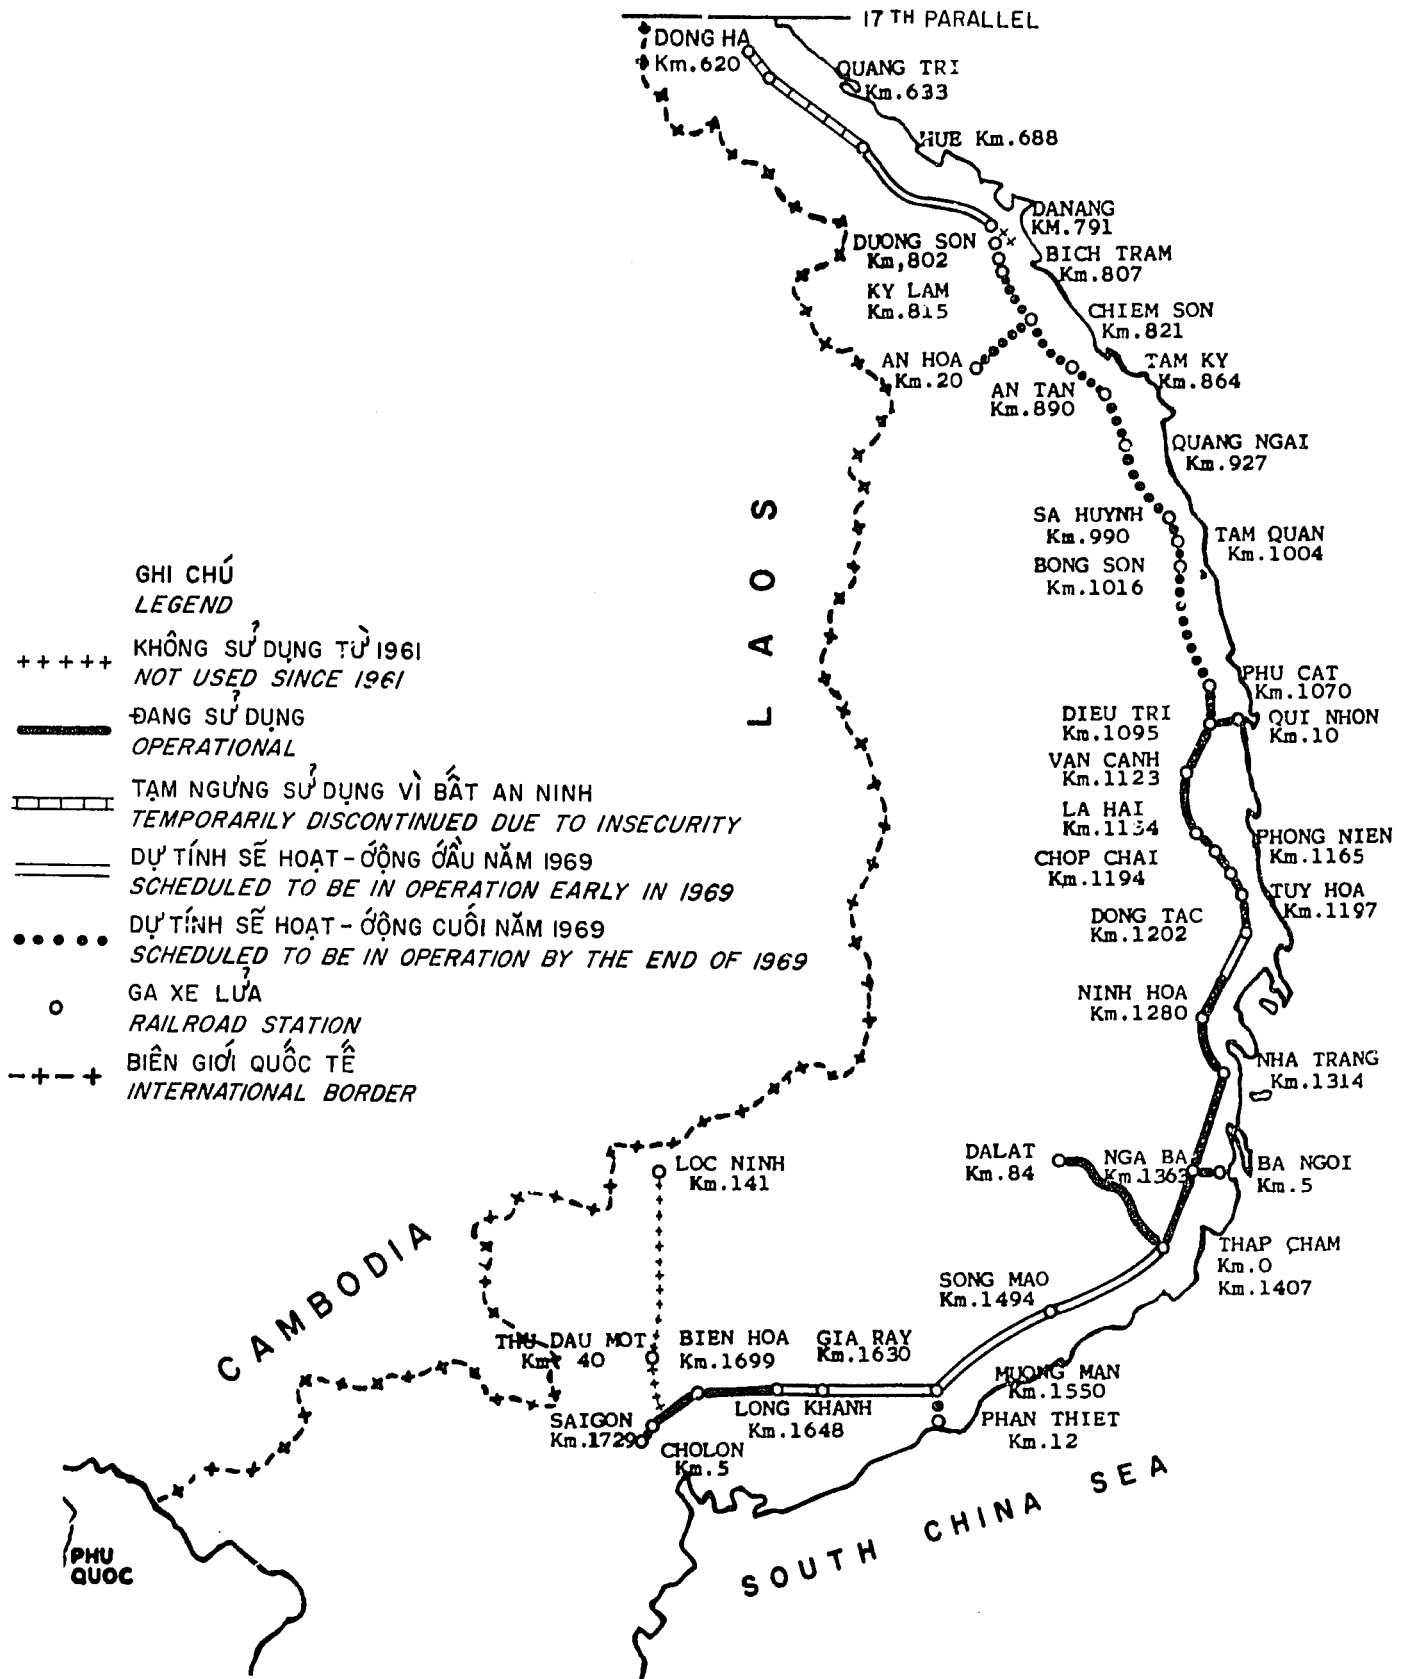 17TH PARALLEL
DONG HA
Km.620
QUANG TRI
Km.633
HUE Km.688
DANANG
KM.791
DUONG SON
Km,802
BICH TRAM
Km.807
KY LAM
Km.815
CHIEM SON
Km.821
AN HOA
Km.20
TAM KY
Km.864
AN TAN
Km.890
QUANG NGAI
Km.927
LAOS
SA HUYNH
Km.990
TAM QUAN
Km.1004
BONG SON
Km.1016
GHI CHÚ
LEGEND
KHÔNG SỬ DỤNG TỪ 1961
NOT USED SINCE 1961
ĐANG SỬ DỤNG
OPERATIONAL
TẠM NGƯNG SỬ DỤNG VÌ BẤT AN NINH
TEMPORARILY DISCONTINUED DUE TO INSECURITY
DỰ TÍNH SẼ HOẠT-ĐỘNG ĐẦU NĂM 1969
SCHEDULED TO BE IN OPERATION EARLY IN 1969
DỰ TÍNH SẼ HOẠT-ĐỘNG CUỐI NĂM 1969
SCHEDULED TO BE IN OPERATION BY THE END OF 1969
GA XE LỬA
RAILROAD STATION
BIÊN GIỚI QUỐC TẾ
INTERNATIONAL BORDER
PHU CAT
Km.1070
DIEU TRI
Km.1095
QUI NHON
Km.10
VAN CANH
Km.1123
LA HAI
Km.1154
PHONG NIEN
Km.1165
CHOP CHAI
Km.1194
TUY HOA
Km.1197
DONG TAC
Km.1202
NINH HOA
Km.1280
NHA TRANG
Km.1314
LOC NINH
Km.141
DALAT
Km.84
NGA BA
Km.1363
BA NGOI
Km.5
CAMBODIA
THAP CHAM
Km.0
Km.1407
SONG MAO
Km.1494
THU DAU MOT
Km. 40
BIEN HOA
Km.1699
GIA RAY
Km.1630
MUONG MAN
Km.1550
LONG KHANH
Km.1648
PHAN THIET
Km.12
SAIGON
Km.1729
CHOLON
Km.5
SOUTH CHINA SEA
PHU
QUOC